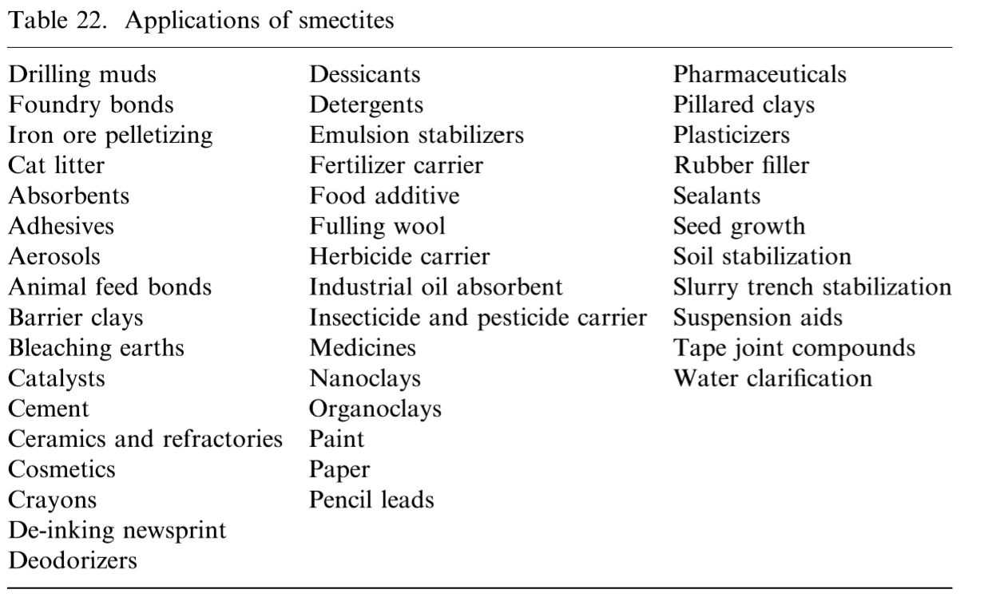 Table 22. Applications of smectites
Drilling muds
Foundry bonds
Iron ore pelletizing
Cat litter
Absorbents
Adhesives
Aerosols
Animal feed bonds
Barrier clays
Bleaching earths
Catalysts
Cement
Ceramics and refractories
Cosmetics
Crayons
De-inking newsprint
Deodorizers
Dessicants
Detergents
Emulsion stabilizers
Fertilizer carrier
Food additive
Fulling wool
Herbicide carrier
Industrial oil absorbent
Insecticide and pesticide carrier
Medicines
Nanoclays
Organoclays
Paint
Paper
Pencil leads
Pharmaceuticals
Pillared clays
Plasticizers
Rubber filler
Sealants
Seed growth
Soil stabilization
Slurry trench stabilization
Suspension aids
Tape joint compounds
Water clarification